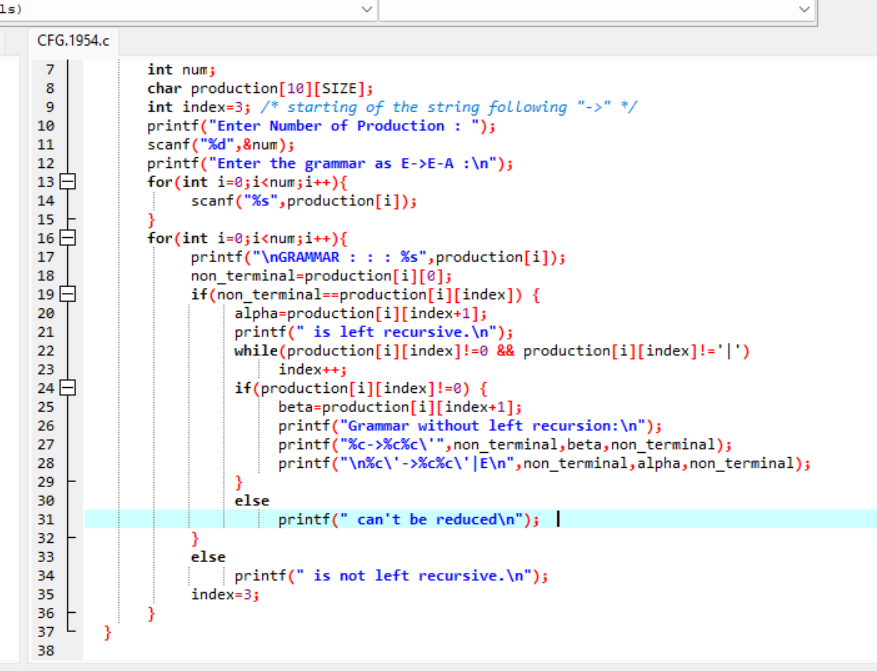 ls)
CFG.1954.c
7 int num;
8 char production[10][SIZE];
9 int index=3; /* starting of the string following "->" */
10 printf("Enter Number of Production : ");
11 scanf("%d",&num);
12 printf("Enter the grammar as E->E-A :\n");
13 for(int i=0;i<num;i++){
14 scanf("%s",production[i]);
15 }
16 for(int i=0;i<num;i++){
17 printf("\nGRAMMAR : : : %s",production[i]);
18 non_terminal=production[i][0];
19 if(non_terminal==production[i][index]) {
20 alpha=production[i][index+1];
21 printf(" is left recursive.\n");
22 while(production[i][index]!=0 && production[i][index]!='|')
23 index++;
24 if(production[i][index]!=0) {
25 beta=production[i][index+1];
26 printf("Grammar without left recursion:\n");
27 printf("%c->%c%c\'",non_terminal,beta,non_terminal);
28 printf("\n%c\'->%c%c\'|E\n",non_terminal,alpha,non_terminal);
29 }
30 else
31 printf(" can't be reduced\n");
32 }
33 else
34 printf(" is not left recursive.\n");
35 index=3;
36 }
37 }
38